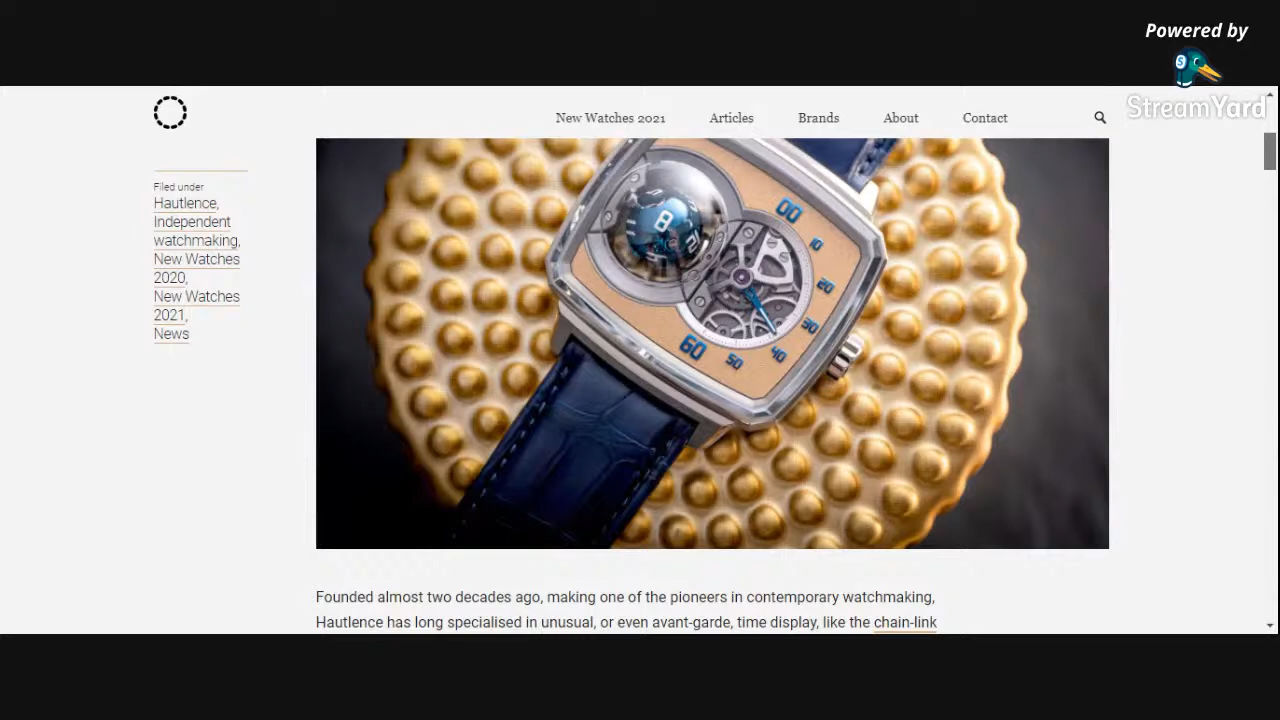 Powered by
StreamYard
New Watches 2021
Articles
Brands
About
Contact
Filed under
Hautlence,
Independent
watchmaking,
New Watches
2020,
New Watches
2021,
News
8
00
10
20
30
40
50
60
Founded almost two decades ago, making one of the pioneers in contemporary watchmaking,
Hautlence has long specialised in unusual, or even avant-garde, time display, like the chain-link